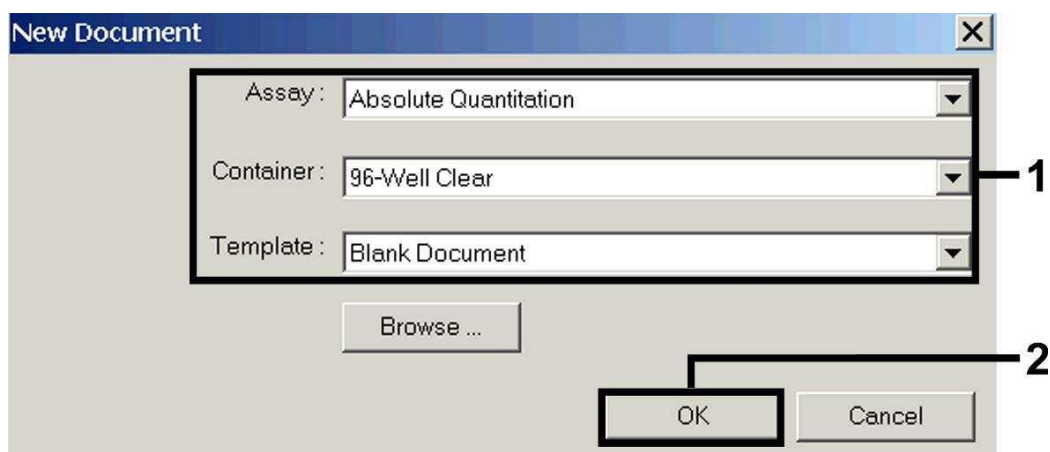 New Document
Assay: Absolute Quantitation
Container: 96-Well Clear
1
Template: Blank Document
Browse ...
2
OK Cancel